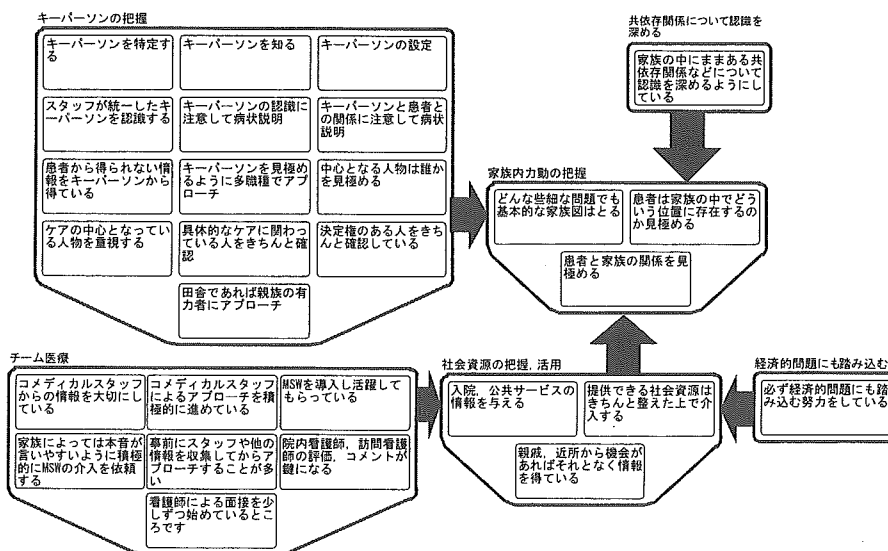 キーパーソンの把握
キーパーソンを特定す
る
キーパーソンを知る
キーパーソンの設定
スタッフが統一したキ
ーパーソンを認識する
キーパーソンの認識に
注意して病状説明
キーパーソンと患者と
の関係に注意して病状
説明
患者から得られない情
報をキーパーソンから
得ている
キーパーソンを見極め
るように多職種でアプ
ローチ
中心となる人物は誰か
を見極める
ケアの中心となってい
る人物を重視する
具体的なケアに関わっ
ている人をきちんと確
認
決定権のある人をきち
んと確認している
田舎であれば親族の有
力者にアプローチ
共依存関係について認識を
深める
家族の中にままある共
依存関係などについて
認識を深めるようにし
ている
家族内力動の把握
どんな些細な問題でも
基本的な家族図はとる
患者は家族の中でどう
いう位置に存在するの
か見極める
患者と家族の関係を見
極める
チーム医療
コメディカルスタッフ
からの情報を大切にし
ている
コメディカルスタッフ
によるアプローチを積
極的に進めている
MSWを導入し活躍して
もらっている
家族によっては本音が
言いやすいように積極
的にMSWの介入を依頼
する
事前にスタッフや他の
情報を収集してからア
プローチすることが多
い
院内看護師，訪問看護
師の評価，コメントが
鍵になる
看護師による面接を少
しずつ始めているとこ
ろです
社会資源の把握，活用
入院，公共サービスの
情報を与える
提供できる社会資源は
きちんと整えた上で介
入する
親戚，近所から機会が
あればそれとなく情報
を得ている
経済的問題にも踏み込む
必ず経済的問題にも踏
み込む努力をしている